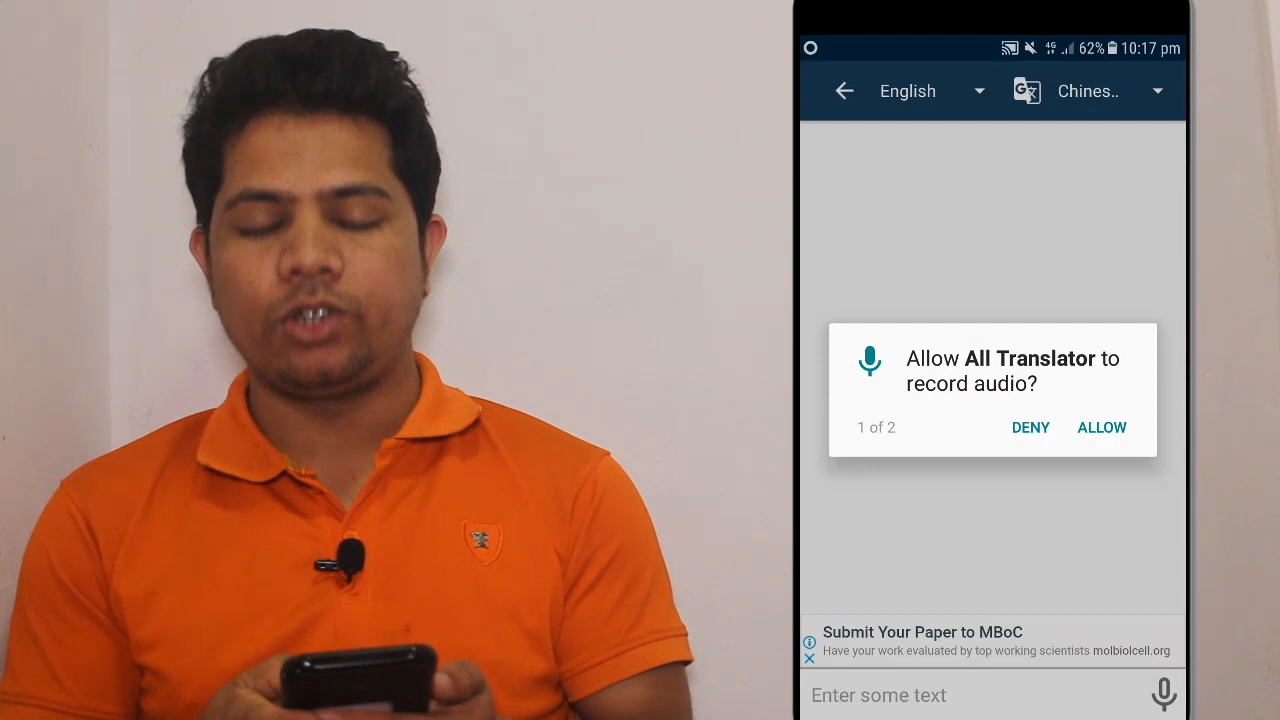 62% 10:17 pm
English Chines..
Allow All Translator to
record audio?
1 of 2 DENY ALLOW
Submit Your Paper to MBoC
Have your work evaluated by top working scientists molbiolcell.org
Enter some text